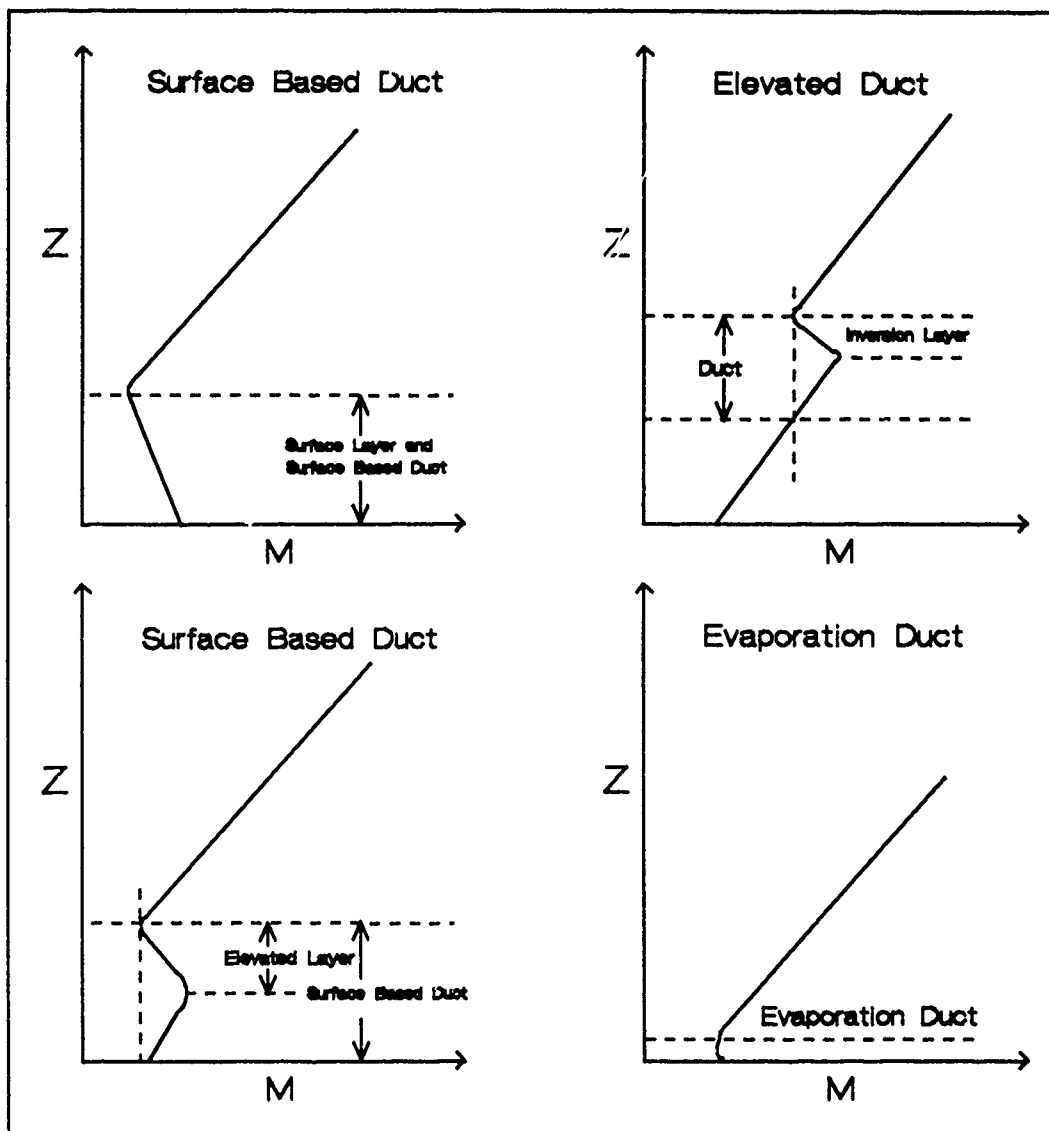 Surface Based Duct
Z
Surface Layer and
Surface Based Duct
M
Elevated Duct
Z
Inversion Layer
Duct
M
Surface Based Duct
Z
Elevated Layer
Surface Based Duct
M
Evaporation Duct
Z
Evaporation Duct
M